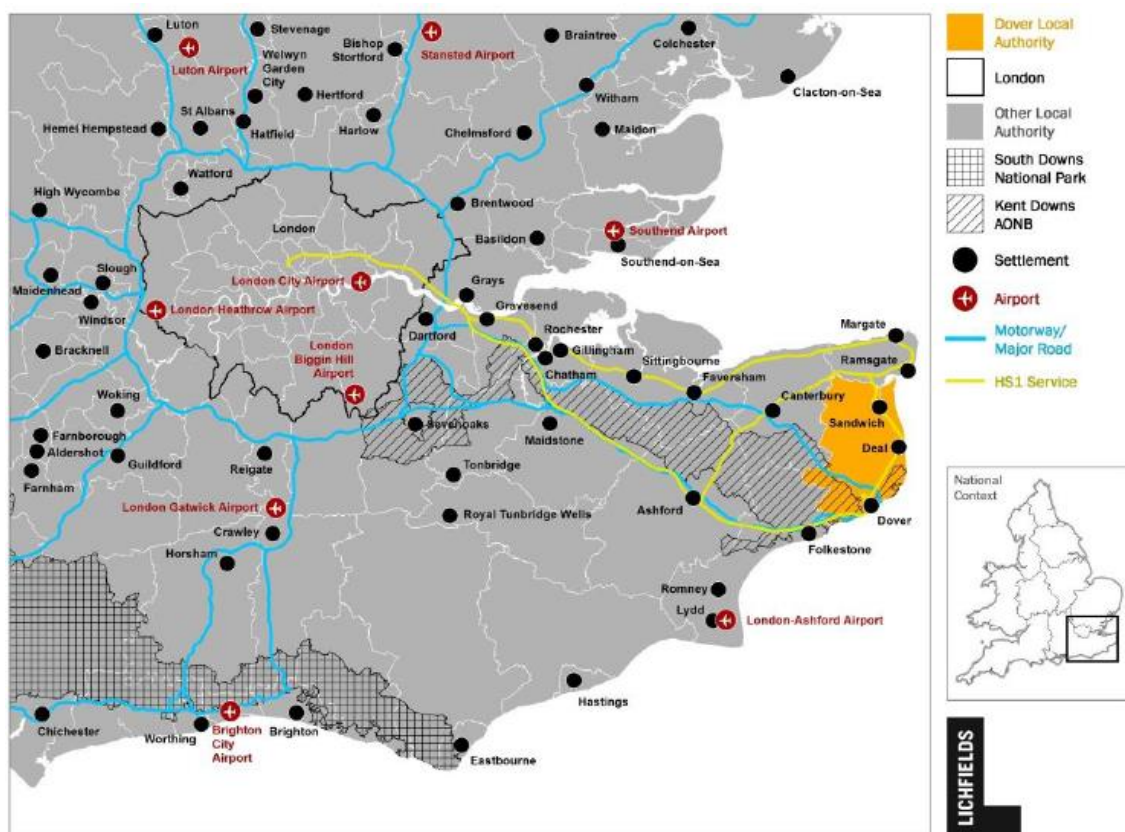 Luton
Luton Airport
Stevenage
Welwyn
Garden
City
Bishop
Stortford
Stansted Airport
Braintree
Colchester
Clacton-on-Sea
Hertford
St Albans
Hemel Hempstead
Hatfield
Harlow
Witham
Chelmsford
Maldon
Watford
High Wycombe
Brentwood
London
Basildon
Southend Airport
Southend-on-Sea
Slough
Maidenhead
Windsor
London City Airport
London Heathrow Airport
Grays
Gravesend
Dartford
Rochester
Gillingham
Chatham
Sittingbourne
Margate
Ramsgate
Bracknell
London
Biggin Hill
Airport
Faversham
Canterbury
Sandwich
Woking
Farnborough
Aldershot
Farnham
Guildford
Reigate
Sevenoaks
Maidstone
Deal
Tonbridge
London Gatwick Airport
Royal Tunbridge Wells
Ashford
Dover
Crawley
Horsham
Folkestone
Romney
Lydd
London-Ashford Airport
Hastings
Chichester
Worthing
Brighton
City
Airport
Brighton
Eastbourne
Dover Local
Authority
London
Other Local
Authority
South Downs
National Park
Kent Downs
AONB
Settlement
Airport
Motorway/
Major Road
HS1 Service
National
Context
LICHFIELDS